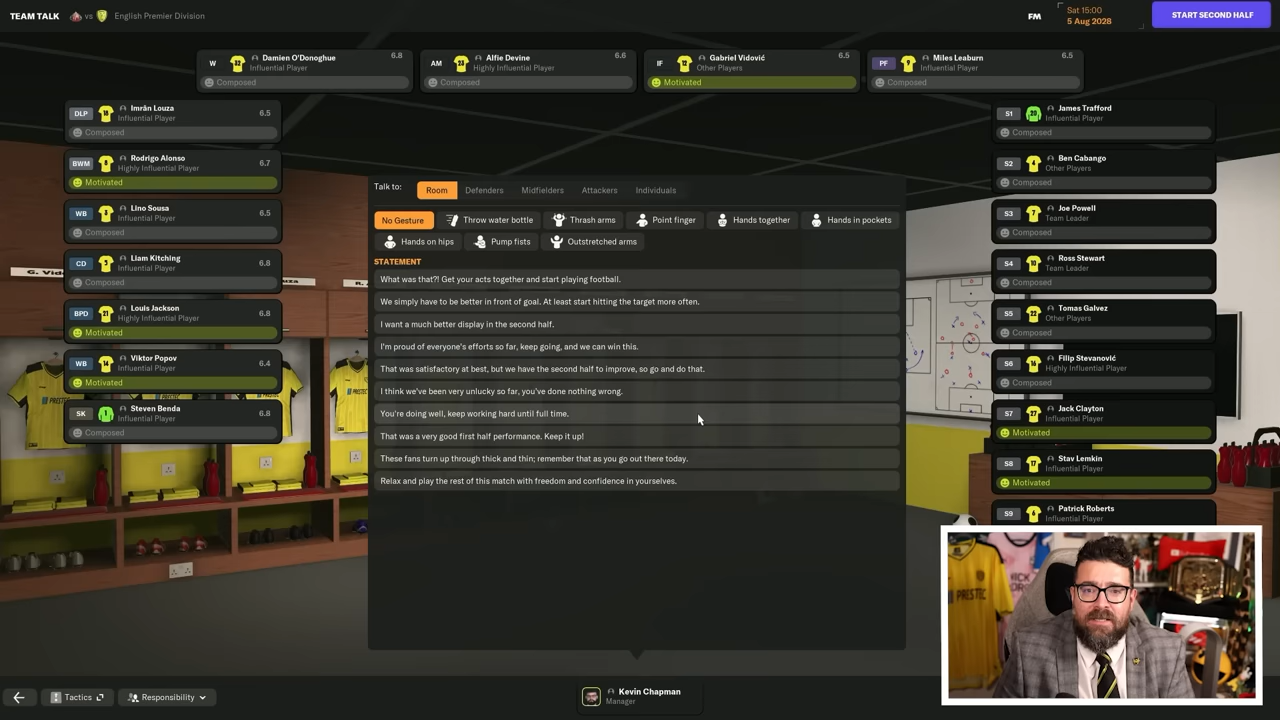 TEAM TALK
vs
English Premier Division
FM
Sat 15:00
5 Aug 2028
START SECOND HALF
W
Damien O'Donoghue
Influential Player
6.8
Composed
AM
Alfie Devine
Highly Influential Player
6.6
Composed
IF
Gabriel Vidović
Other Players
6.5
Motivated
PF
Miles Leaburn
Influential Player
6.5
Composed
DLP
Imrân Louza
Influential Player
6.5
Composed
BWM
Rodrigo Alonso
Highly Influential Player
6.7
Motivated
WB
Lino Sousa
Influential Player
6.5
Composed
CD
Liam Kitching
Influential Player
6.8
Composed
BPD
Louis Jackson
Highly Influential Player
6.8
Motivated
WB
Viktor Popov
Influential Player
6.4
Motivated
SK
Steven Benda
Influential Player
6.8
Composed
Talk to:
Room
Defenders
Midfielders
Attackers
Individuals
No Gesture
Throw water bottle
Thrash arms
Point finger
Hands together
Hands in pockets
Hands on hips
Pump fists
Outstretched arms
STATEMENT
What was that?! Get your acts together and start playing football.
We simply have to be better in front of goal. At least start hitting the target more often.
I want a much better display in the second half.
I'm proud of everyone's efforts so far, keep going, and we can win this.
That was satisfactory at best, but we have the second half to improve, so go and do that.
I think we've been very unlucky so far, you've done nothing wrong.
You're doing well, keep working hard until full time.
That was a very good first half performance. Keep it up!
These fans turn up through thick and thin; remember that as you go out there today.
Relax and play the rest of this match with freedom and confidence in yourselves.
S1
James Trafford
Influential Player
Composed
S2
Ben Cabango
Other Players
Composed
S3
Joe Powell
Team Leader
Composed
S4
Ross Stewart
Team Leader
Composed
S5
Tomas Galvez
Other Players
Composed
S6
Filip Stevanović
Highly Influential Player
Composed
S7
Jack Clayton
Influential Player
Motivated
S8
Stav Lemkin
Influential Player
Motivated
S9
Patrick Roberts
Influential Player
G. Vid
Tactics
Responsibility
Kevin Chapman
Manager
PRESTEC